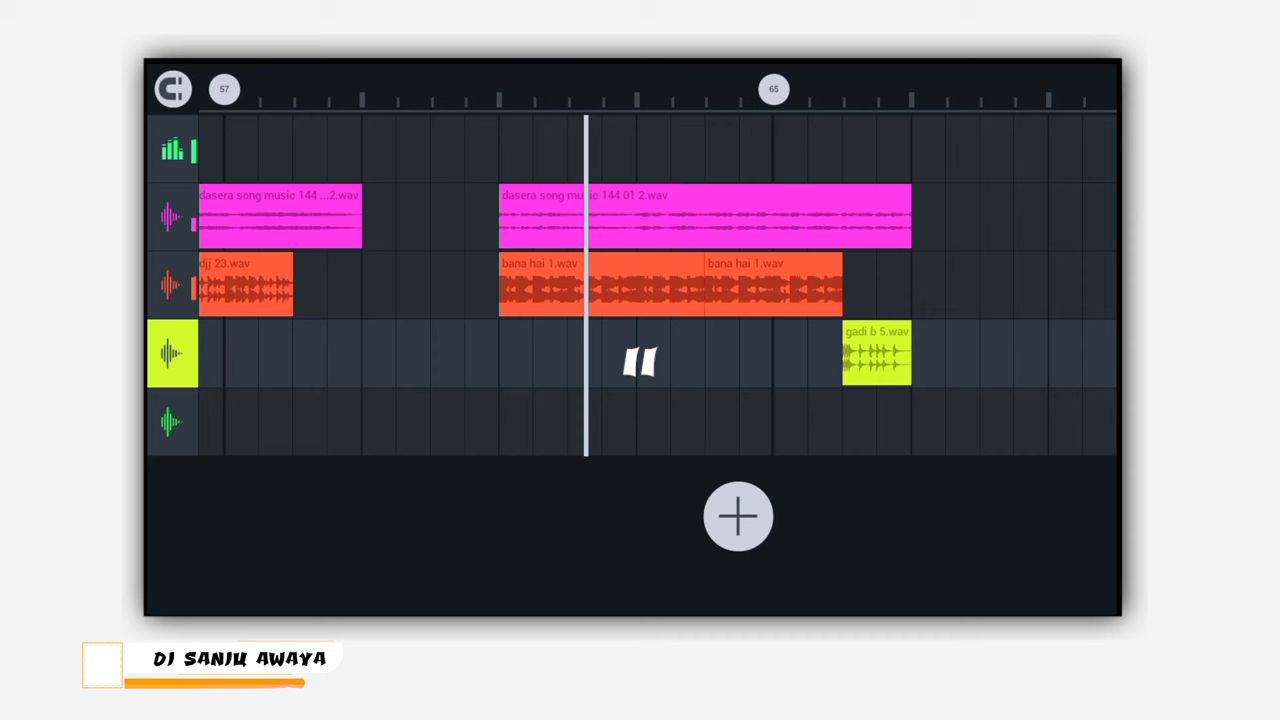 57
65
dasera song music 144 ...2.wav
dasera song music 144 01 2.wav
djj 23.wav
bana hai 1.wav
bana hai 1.wav
gadi b 5.wav
DJ SANJU AWAYA